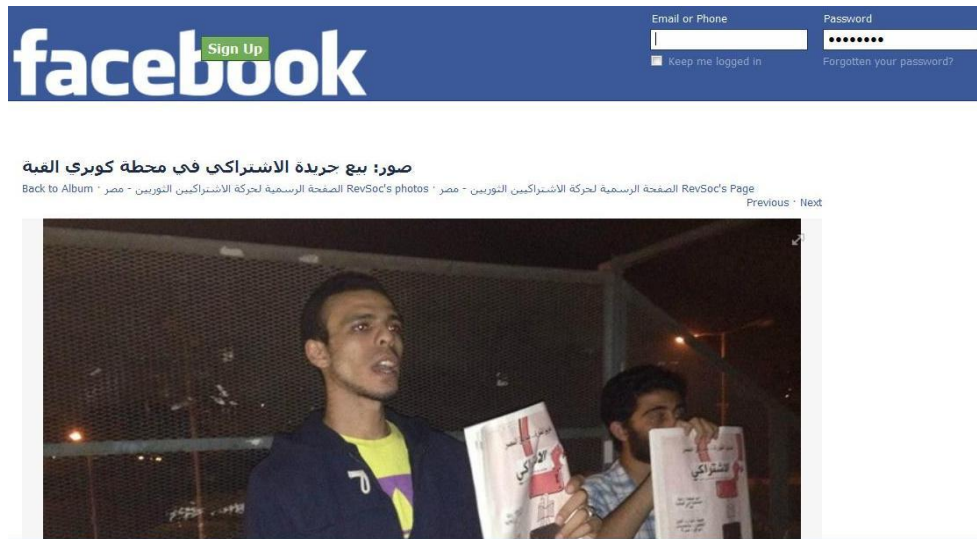 Email or Phone
Password
facebook
Sign Up
Keep me logged in
Forgotten your password?
صور: بيع جريدة الاشتراكي في محطة كوبري القبة
Back to Album · الصفحة الرسمية لحركة الاشتراكيين الثوريين - مصر RevSoc's photos · الصفحة الرسمية لحركة الاشتراكيين الثوريين - مصر RevSoc's Page
Previous · Next
الاشتراكي
الاشتراكي